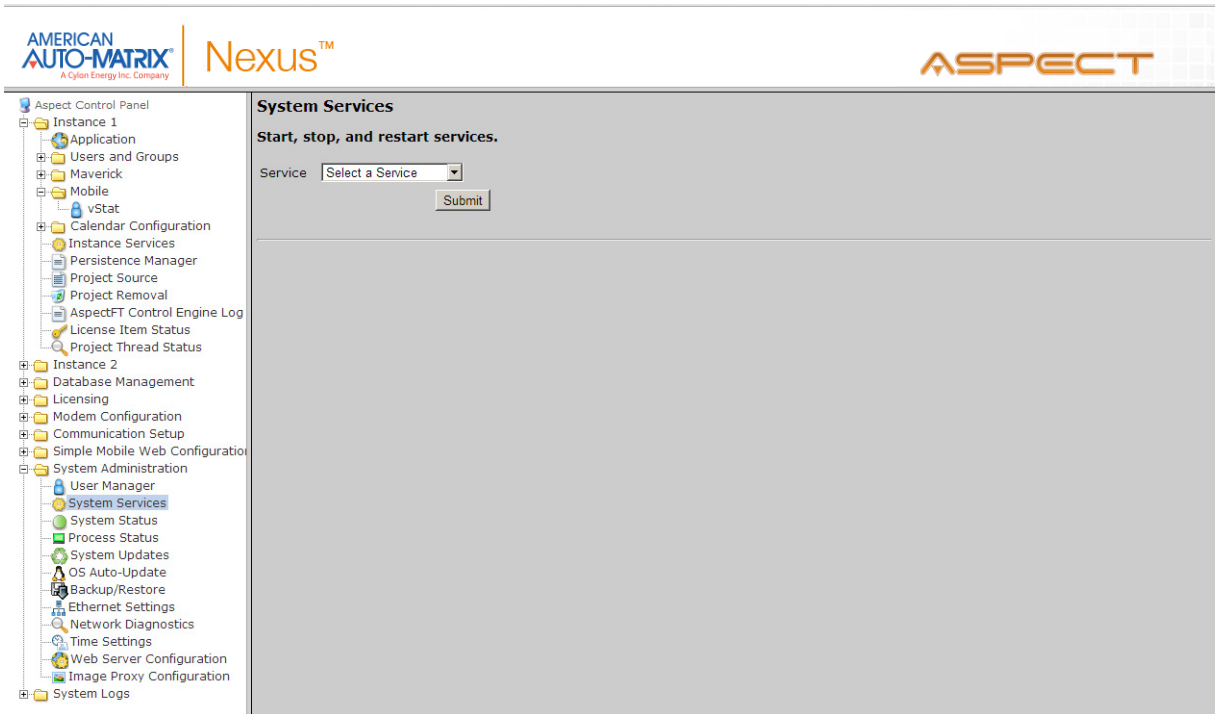 AMERICAN
AUTO-MATRIX®
A Cylon Energy Inc. Company
Nexus™
ASPECT
Aspect Control Panel
Instance 1
Application
Users and Groups
Maverick
Mobile
vStat
Calendar Configuration
Instance Services
Persistence Manager
Project Source
Project Removal
AspectFT Control Engine Log
License Item Status
Project Thread Status
Instance 2
Database Management
Licensing
Modem Configuration
Communication Setup
Simple Mobile Web Configuration
System Administration
User Manager
System Services
System Status
Process Status
System Updates
OS Auto-Update
Backup/Restore
Ethernet Settings
Network Diagnostics
Time Settings
Web Server Configuration
Image Proxy Configuration
System Logs
System Services
Start, stop, and restart services.
Service Select a Service
Submit